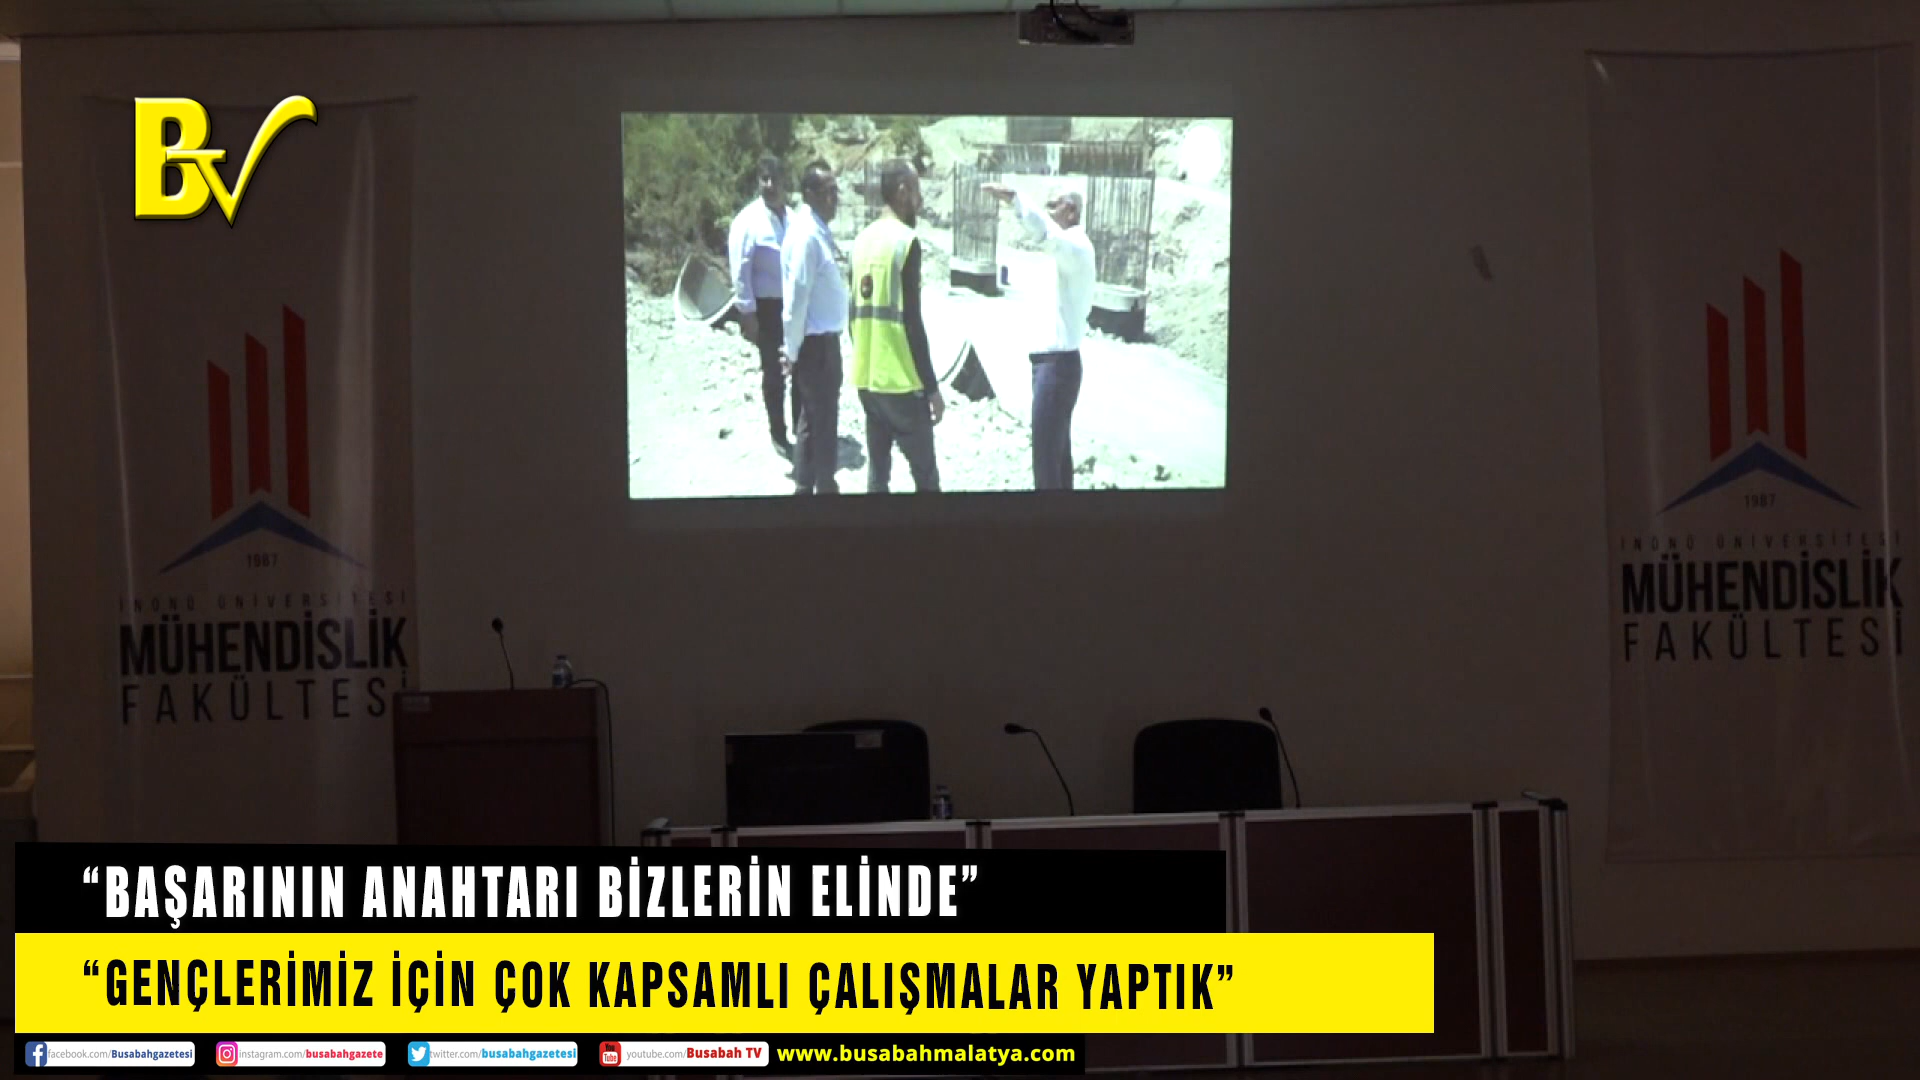 BV
1987
İNÖNÜ ÜNİVERSİTESİ
MÜHENDİSLİK
FAKÜLTESİ
1987
İNÖNÜ ÜNİVERSİTESİ
MÜHENDİSLİK
FAKÜLTESİ
“BAŞARININ ANAHTARI BİZLERİN ELİNDE”
“GENÇLERİMİZ İÇİN ÇOK KAPSAMLI ÇALIŞMALAR YAPTIK”
facebook.com/Busabahgazetesi instagram.com/busabahgazete twitter.com/busabahgazetesi You Tube youtube.com/Busabah TV www.busabahmalatya.com